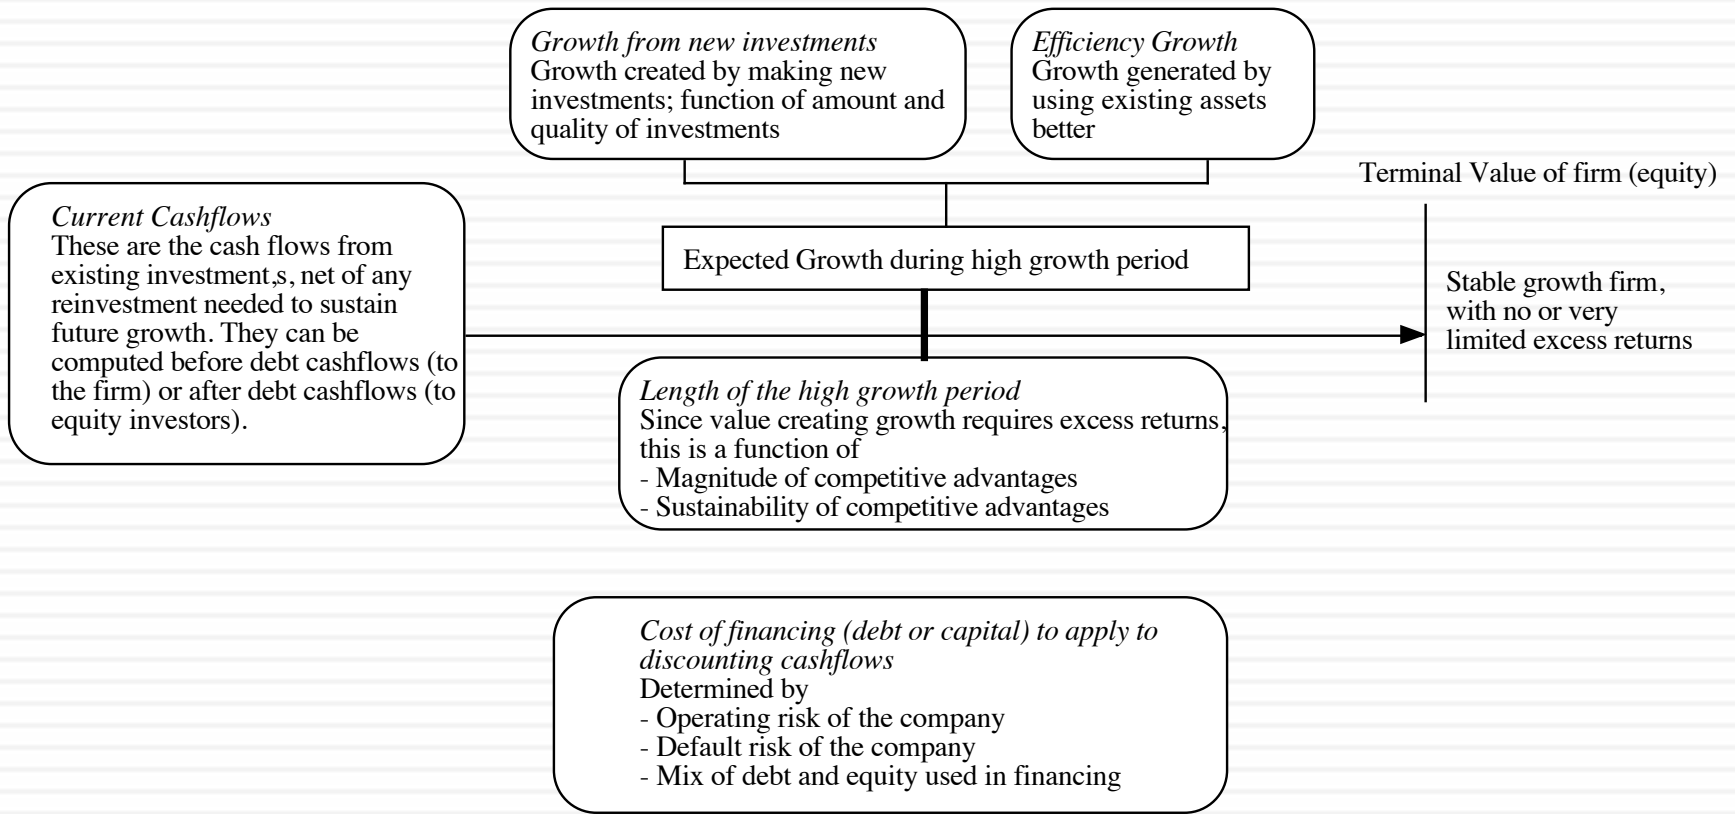 Growth from new investments
Growth created by making new
investments; function of amount and
quality of investments
Efficiency Growth
Growth generated by
using existing assets
better
Terminal Value of firm (equity)
Current Cashflows
These are the cash flows from
existing investment,s, net of any
reinvestment needed to sustain
future growth. They can be
computed before debt cashflows (to
the firm) or after debt cashflows (to
equity investors).
Expected Growth during high growth period
Stable growth firm,
with no or very
limited excess returns
Length of the high growth period
Since value creating growth requires excess returns,
this is a function of
- Magnitude of competitive advantages
- Sustainability of competitive advantages
Cost of financing (debt or capital) to apply to
discounting cashflows
Determined by
- Operating risk of the company
- Default risk of the company
- Mix of debt and equity used in financing